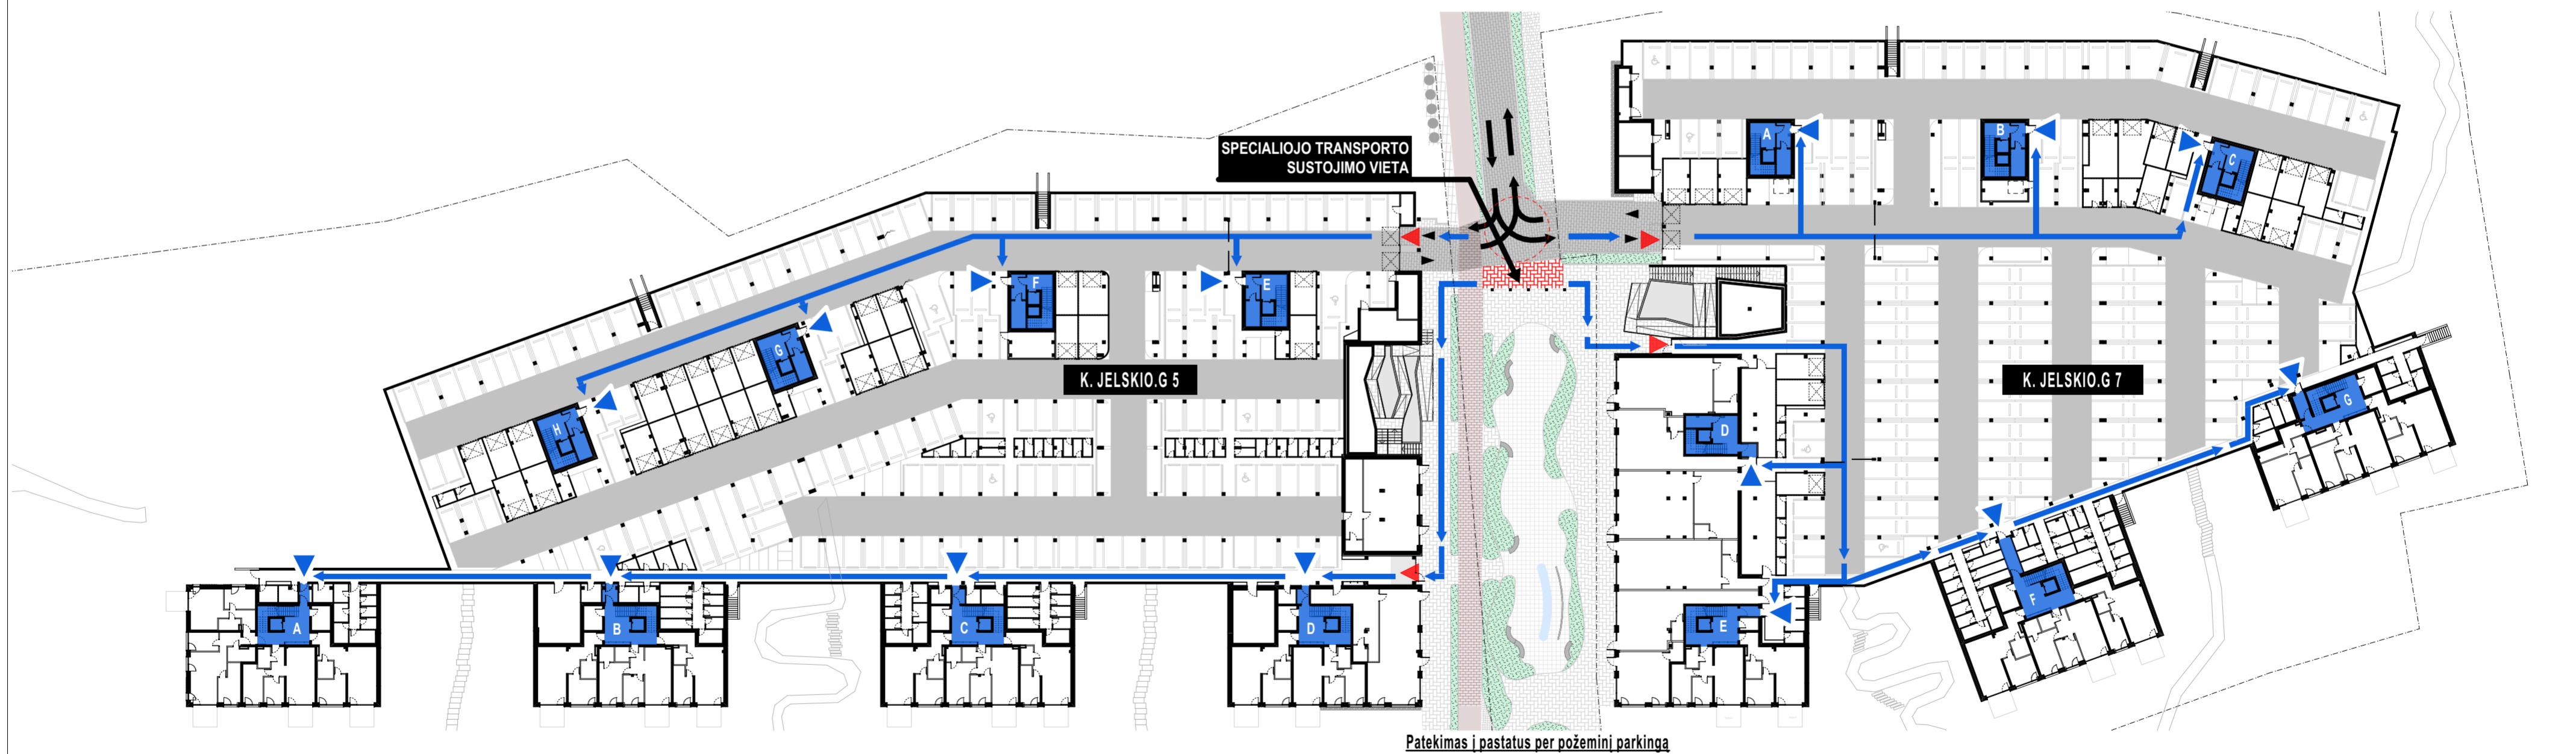 SPECIALIOJO TRANSPORTO
SUSTOJIMO VIETA
A
B
C
F
E
G
H
K. JELSKIO.G 5
K. JELSKIO.G 7
D
G
A
B
C
D
E
F
Patekimas į pastatus per požeminį parkingą